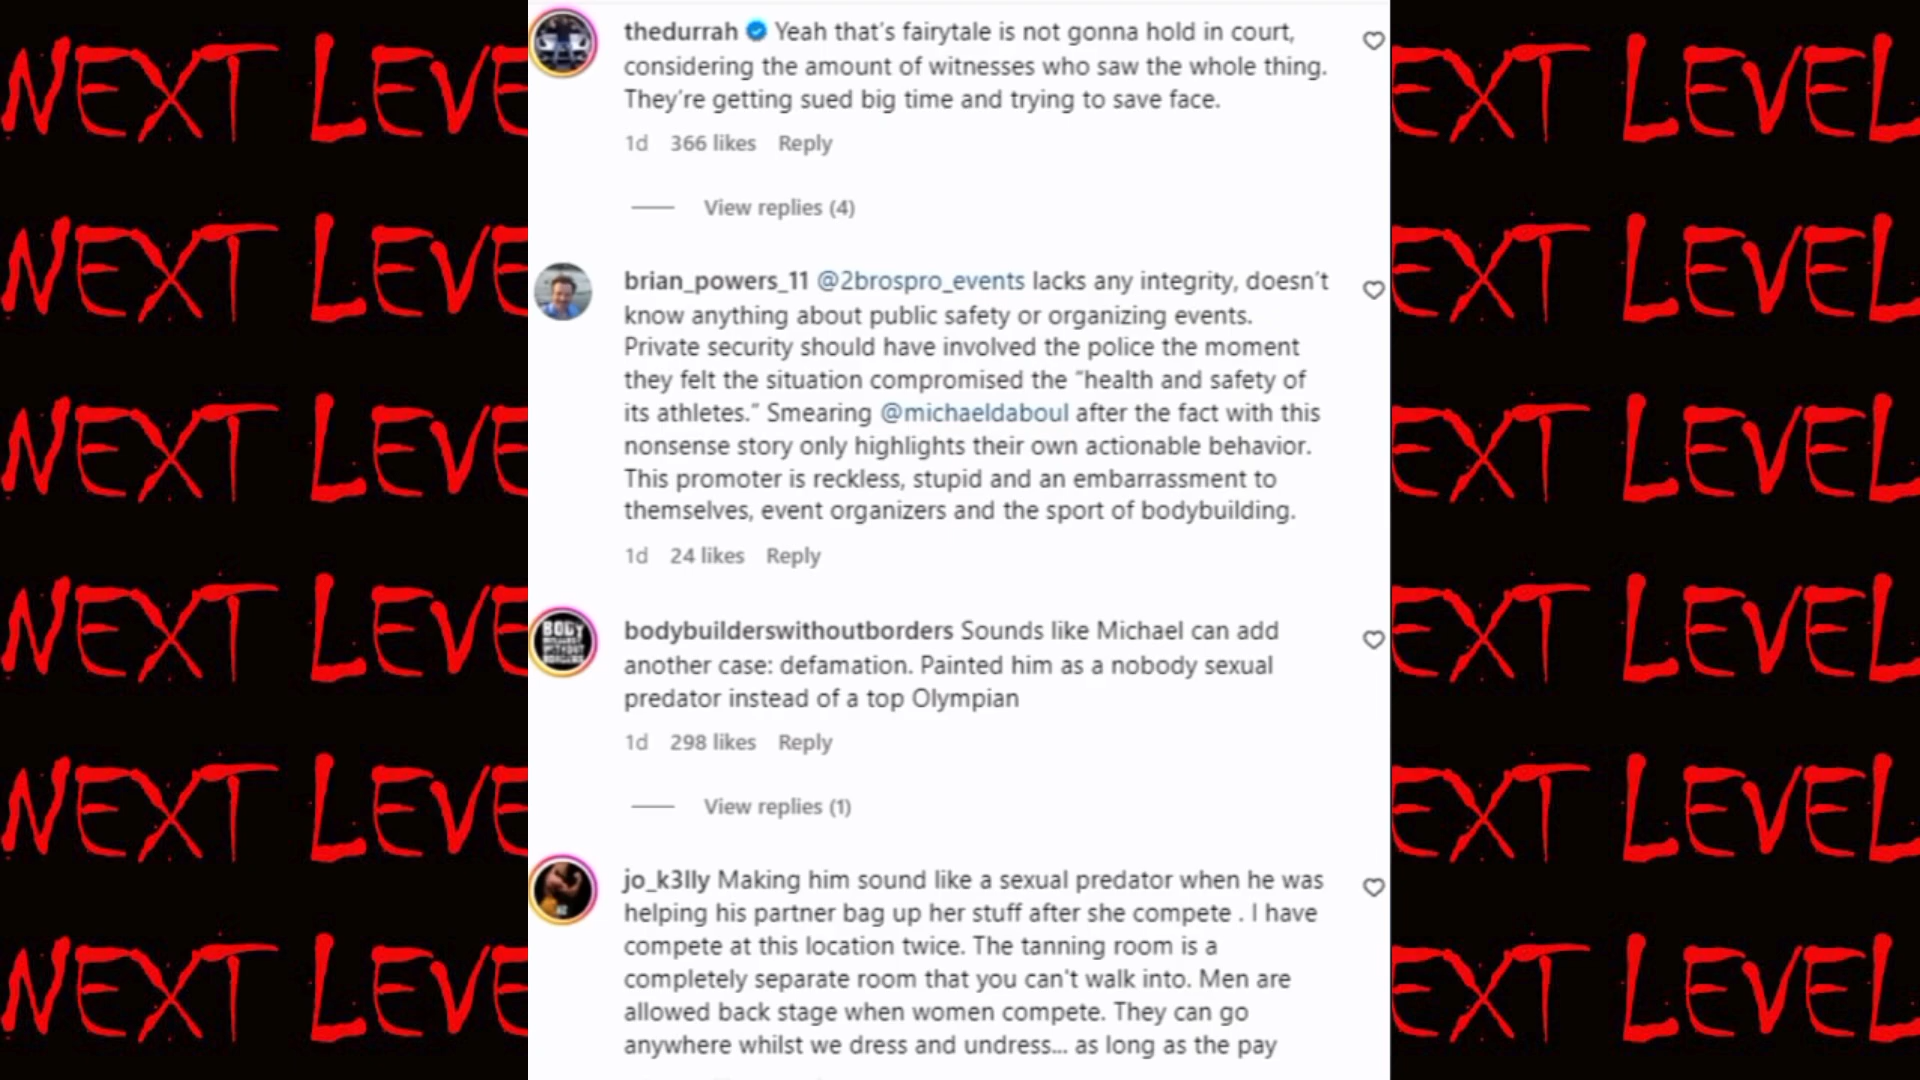 NEXT LEVE
EXT LEVEL
NEXT LEVE
EXT LEVEL
NEXT LEVE
EXT LEVEL
NEXT LEVE
EXT LEVEL
NEXT LEVE
EXT LEVEL
NEXT LEVE
EXT LEVEL
thedurrah Yeah that's fairytale is not gonna hold in court,
considering the amount of witnesses who saw the whole thing.
They're getting sued big time and trying to save face.
1d 366 likes Reply
View replies (4)
brian_powers_11 @2brospro_events lacks any integrity, doesn't
know anything about public safety or organizing events.
Private security should have involved the police the moment
they felt the situation compromised the "health and safety of
its athletes." Smearing @michaeldaboul after the fact with this
nonsense story only highlights their own actionable behavior.
This promoter is reckless, stupid and an embarrassment to
themselves, event organizers and the sport of bodybuilding.
1d 24 likes Reply
BODY
bodybuilderswithoutborders Sounds like Michael can add
another case: defamation. Painted him as a nobody sexual
predator instead of a top Olympian
1d 298 likes Reply
View replies (1)
jo_k3lly Making him sound like a sexual predator when he was
helping his partner bag up her stuff after she compete . I have
compete at this location twice. The tanning room is a
completely separate room that you can't walk into. Men are
allowed back stage when women compete. They can go
anywhere whilst we dress and undress... as long as the pay